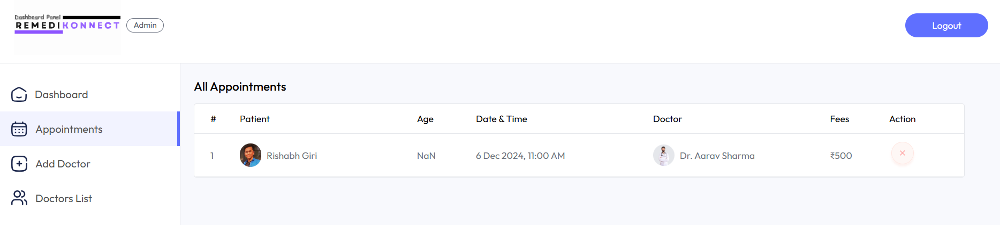 Dashboard Panel
REMEDIKONNECT
Admin
Logout
Dashboard
Appointments
Add Doctor
Doctors List
All Appointments
# Patient Age Date & Time Doctor Fees Action
1 Rishabh Giri NaN 6 Dec 2024, 11:00 AM Dr. Aarav Sharma ₹500